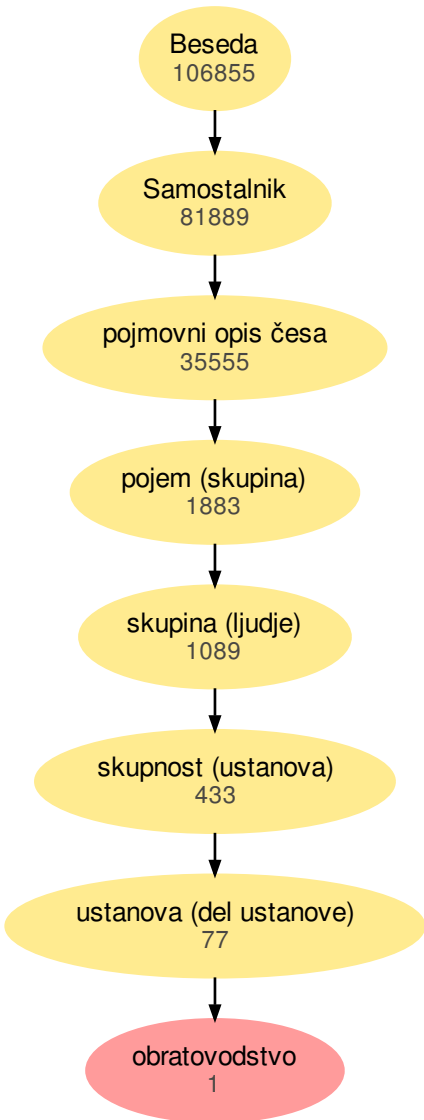 Beseda
106855
Samostalnik
81889
pojmovni opis česa
35555
pojem (skupina)
1883
skupina (ljudje)
1089
skupnost (ustanova)
433
ustanova (del ustanove)
77
obratovodstvo
1